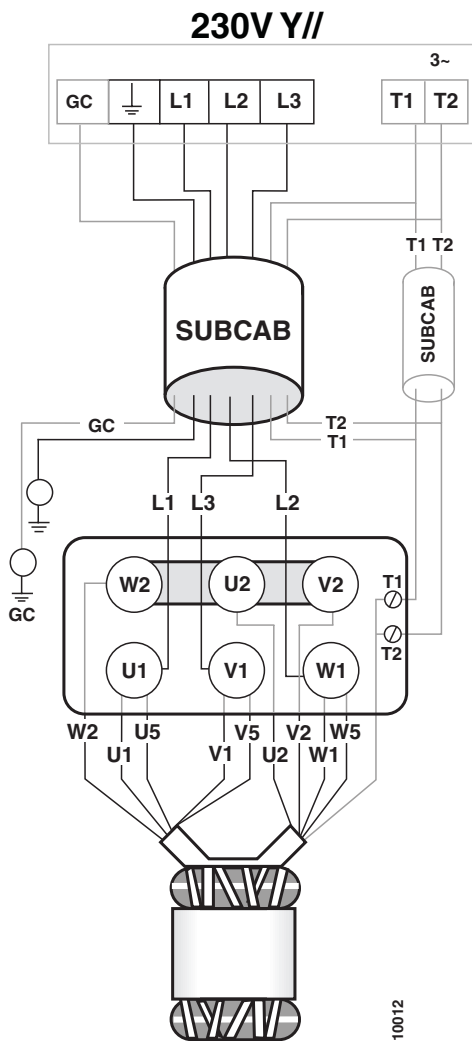 230V Y//
3~
GC L1 L2 L3 T1 T2
T1 T2
SUBCAB
SUBCAB
GC
T2
T1
L1 L3 L2
W2 U2 V2
T1
GC
U1 V1 W1
T2
W2 U5 V5 V2 W5
U1 V1 U2 W1
10012